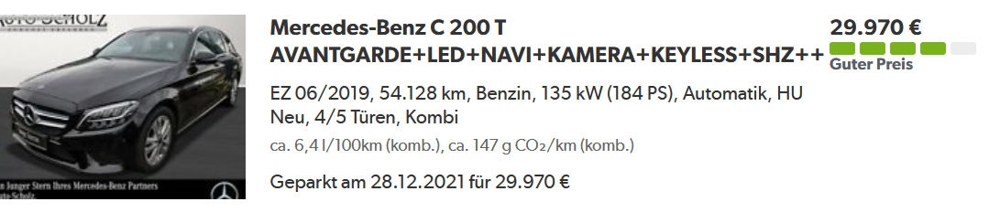 AUTO-SCHOLZ
Mercedes-Benz C 200 T
AVANTGARDE+LED+NAVI+KAMERA+KEYLESS+SHZ++
29.970 €
Guter Preis
EZ 06/2019, 54.128 km, Benzin, 135 kW (184 PS), Automatik, HU
Neu, 4/5 Türen, Kombi
ca. 6,4 l/100km (komb.), ca. 147 g CO₂/km (komb.)
Geparkt am 28.12.2021 für 29.970 €
n Junger Stern Ihres Mercedes-Benz Partners
uto-Scholz.